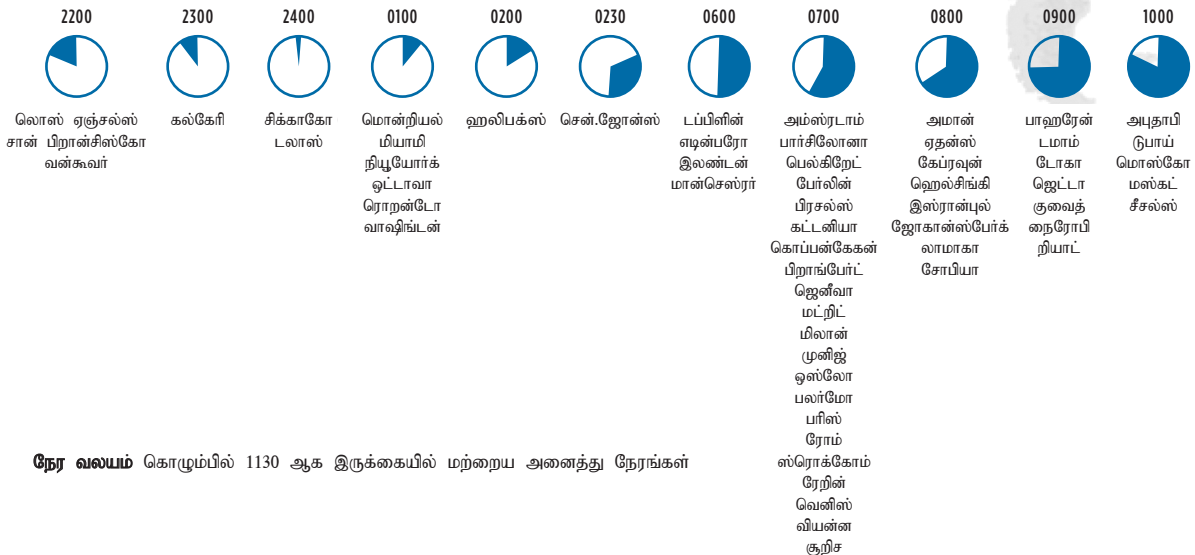 2200
லொஸ் ஏஞ்சல்ஸ்
சான் பிறான்சிஸ்கோ
வன்கூவர்
2300
கல்கேரி
2400
சிக்காகோ
டலாஸ்
0100
மொன்றியல்
மியாமி
நியூயோர்க்
ஒட்டாவா
ரொறன்டோ
வாஷிங்டன்
0200
ஹலிபக்ஸ்
0230
சென்.ஜோன்ஸ்
0600
டப்பிளின்
எடின்பரோ
இலண்டன்
மான்செஸ்ரர்
0700
அம்ஸ்ரடாம்
பார்சிலோனா
பெல்கிறேட்
பேர்லின்
பிரசல்ஸ்
கட்டனியா
கொப்பன்கேகன்
பிறாங்பேர்ட்
ஜெனீவா
மட்றிட்
மிலான்
முனிஜ்
ஒஸ்லோ
பலர்மோ
பரிஸ்
ரோம்
ஸ்ரொக்கோம்
ரேறின்
வெனிஸ்
வியன்ன
சூறிச
0800
அமான்
ஏதன்ஸ்
கேப்ரவுன்
ஹெல்சிங்கி
இஸ்ரான்புல்
ஜோகான்ஸ்பேர்க்
லாமாகா
சோபியா
0900
பாஹரேன்
டமாம்
டோகா
ஜெட்டா
குவைத்
நைரோபி
றியாட்
1000
அபுதாபி
டுபாய்
மொஸ்கோ
மஸ்கட்
சீசல்ஸ்
நேர வலயம் கொழும்பில் 1130 ஆக இருக்கையில் மற்றைய அனைத்து நேரங்கள்